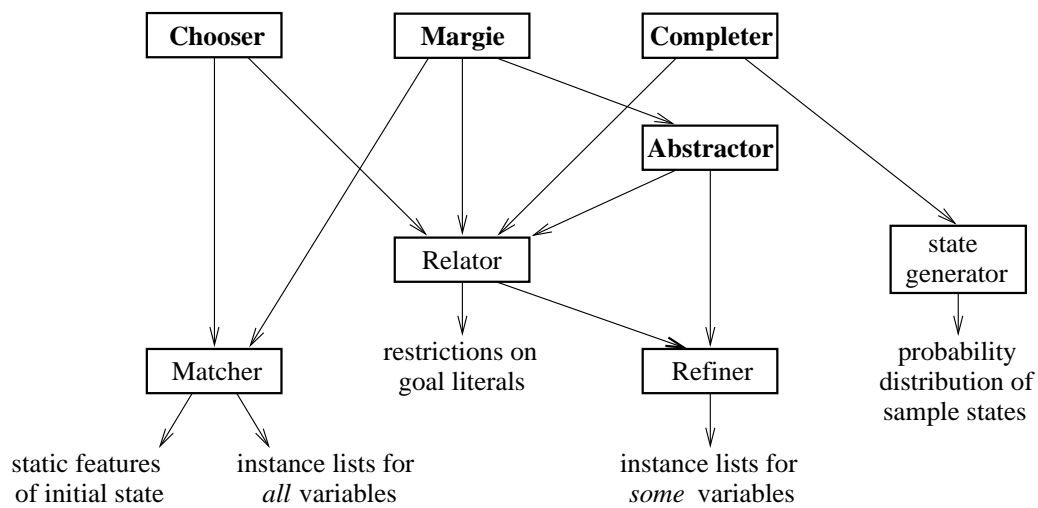 Chooser
Margie
Completer
Abstractor
Relator
state
generator
restrictions on
goal literals
Matcher
Refiner
probability
distribution of
sample states
static features
of initial state
instance lists for
all variables
instance lists for
some variables